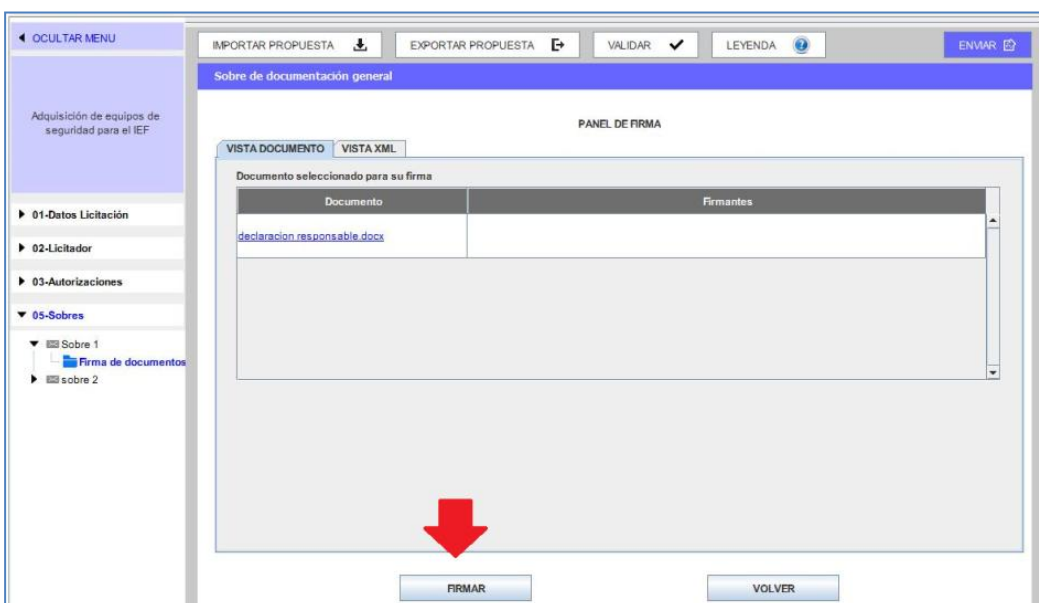 OCULTAR MENU
IMPORTAR PROPUESTA
EXPORTAR PROPUESTA
VALIDAR
LEYENDA
ENVIAR
Sobre de documentación general
Adquisición de equipos de
seguridad para el IEF
PANEL DE FIRMA
VISTA DOCUMENTO
VISTA XML
Documento seleccionado para su firma
Documento
Firmantes
declaracion responsable.docx
01-Datos Licitación
02-Licitador
03-Autorizaciones
05-Sobres
Sobre 1
Firma de documentos
sobre 2
FIRMAR
VOLVER